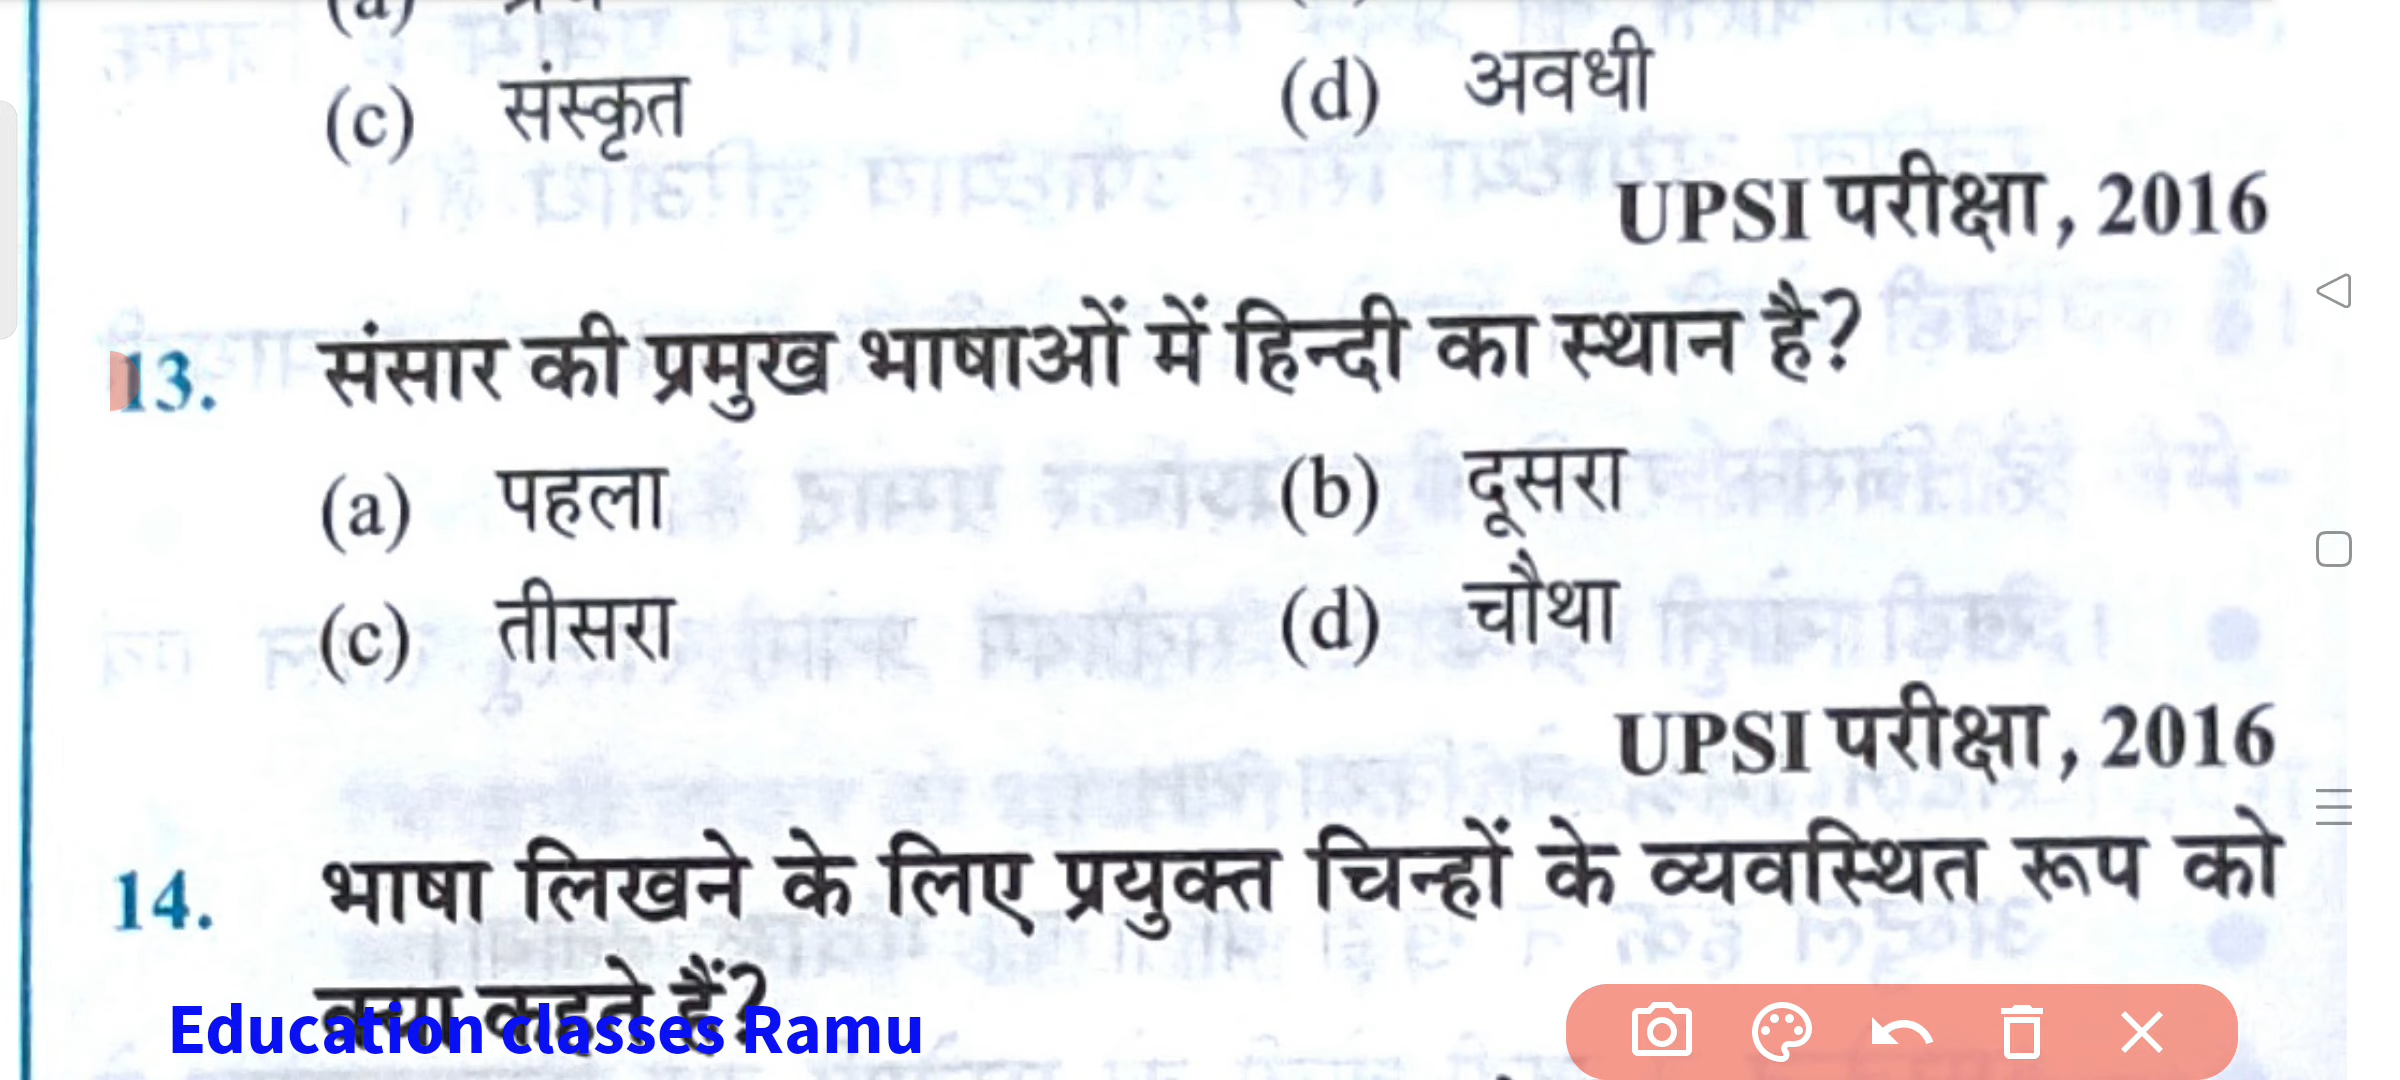 (c) संस्कृत (d) अवधी
UPSI परीक्षा, 2016
13. संसार की प्रमुख भाषाओं में हिन्दी का स्थान है?
(a) पहला (b) दूसरा
(c) तीसरा (d) चौथा
UPSI परीक्षा, 2016
14. भाषा लिखने के लिए प्रयुक्त चिन्हों के व्यवस्थित रूप को
क्या कहते हैं?
Education classes Ramu